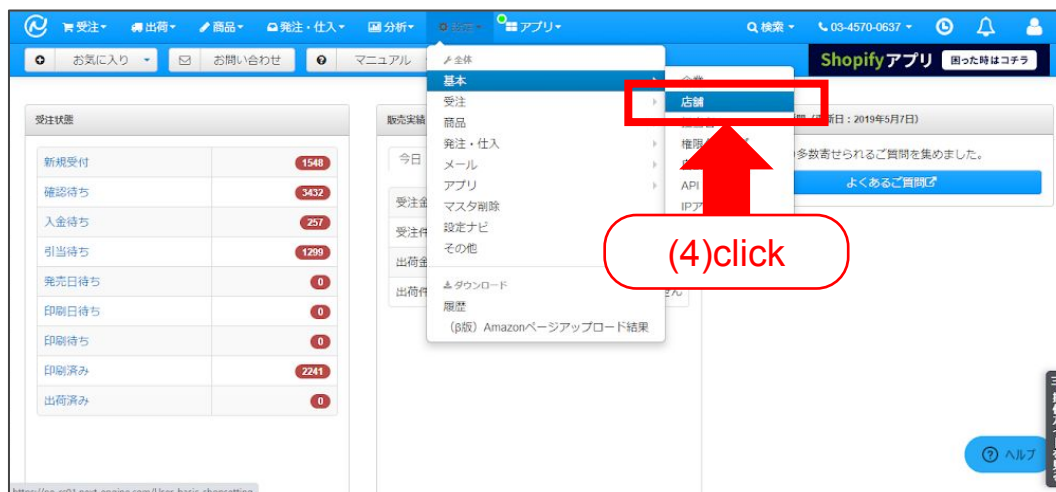 受注 出荷 商品 発注・仕入 分析 アプリ 検索 03-4570-0637
お気に入り お問い合わせ マニュアル
Shopifyアプリ 困った時はコチラ
全体
基本
受注
商品
発注・仕入
メール
アプリ
マスタ削除
設定ナビ
その他
ダウンロード
履歴
（β版）Amazonページアップロード結果
店舗
API
(4)click
受注状態
新規受付 1548
確認待ち 3432
入金待ち 257
引当待ち 1299
発売日待ち 0
印刷日待ち 0
印刷待ち 0
印刷済み 2241
出荷済み 0
販売実績
今日
受注金
受注件
出荷金
出荷件
日：2019年5月7日）
多数寄せられるご質問を集めました。
よくあるご質問
ヘルプ